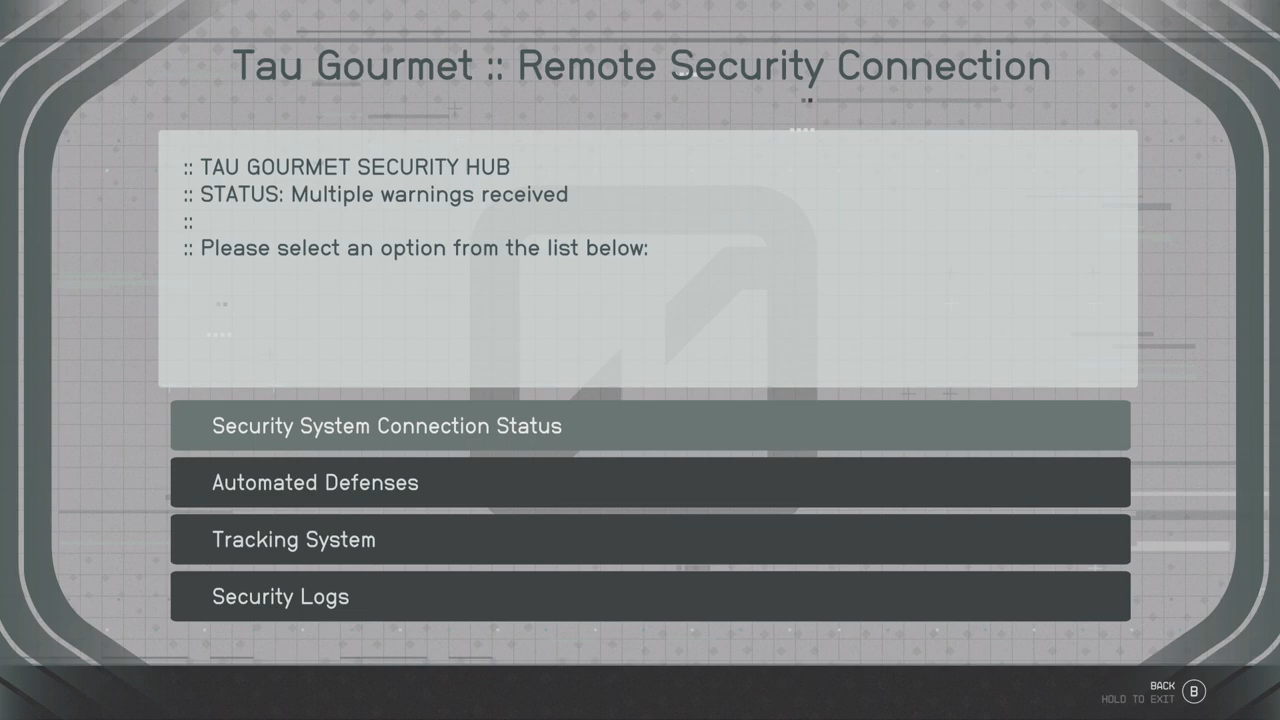 Tau Gourmet :: Remote Security Connection
:: TAU GOURMET SECURITY HUB
:: STATUS: Multiple warnings received
::
:: Please select an option from the list below:
Security System Connection Status
Automated Defenses
Tracking System
Security Logs
BACK
HOLD TO EXIT
B